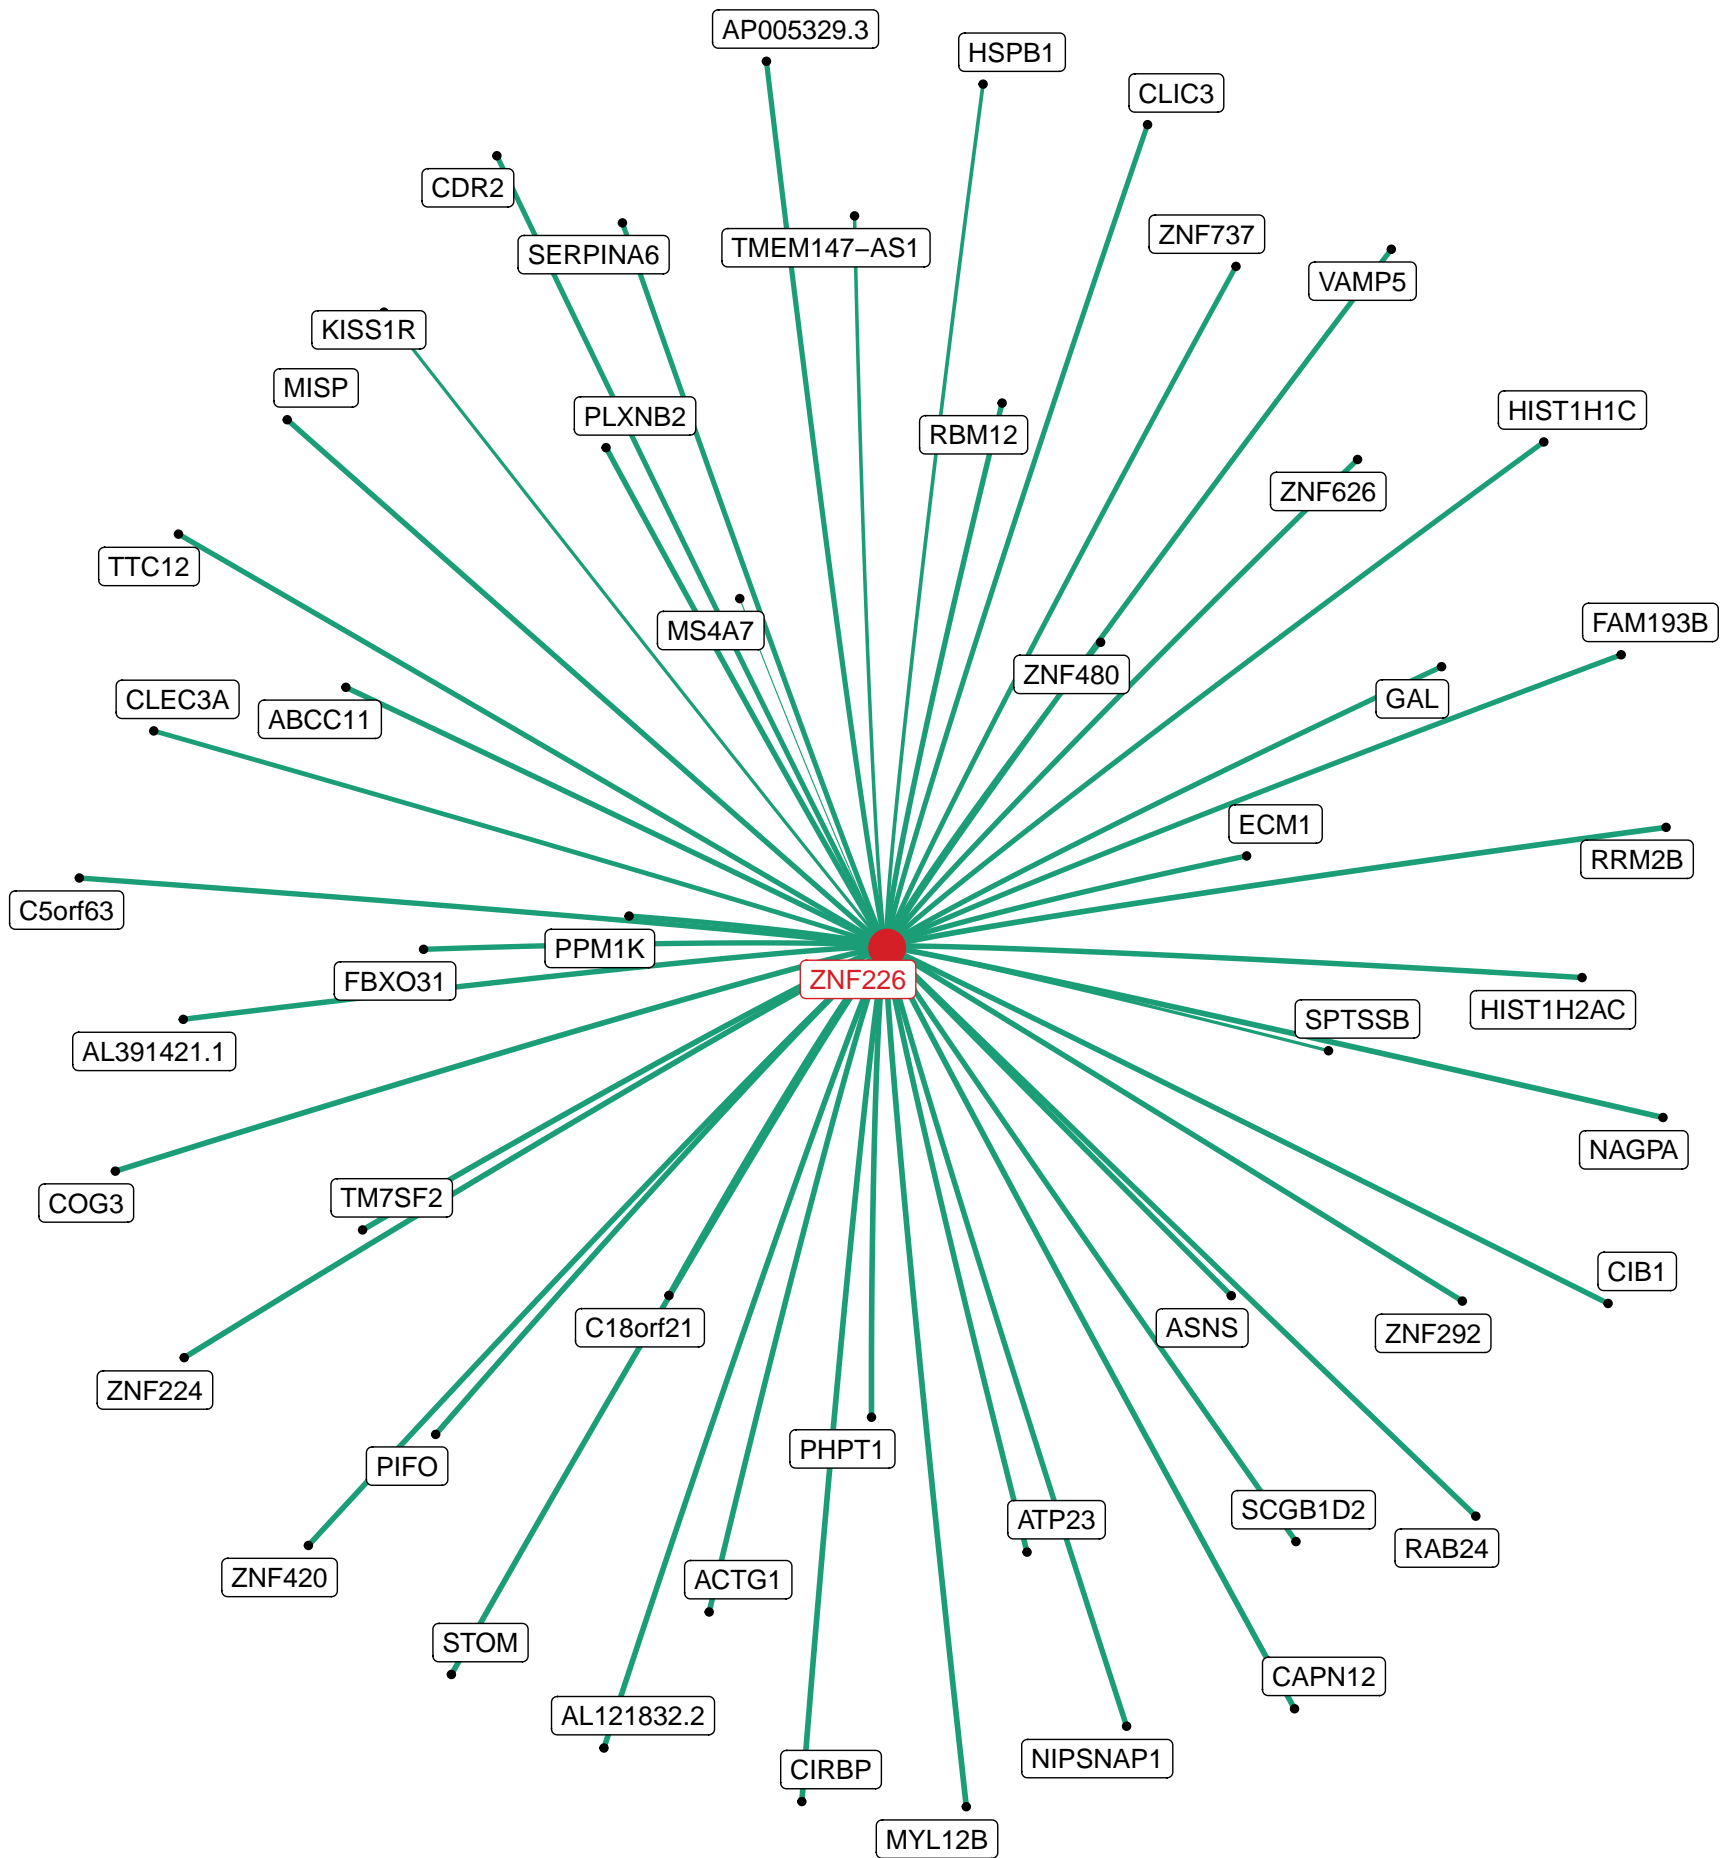 AP005329.3
HSPB1
CLIC3
CDR2
ZNF737
TMEM147−AS1
SERPINA6
VAMP5
KISS1R
MISP
HIST1H1C
PLXNB2
RBM12
ZNF626
TTC12
FAM193B
MS4A7
ZNF480
CLEC3A
GAL
ABCC11
ECM1
RRM2B
C5orf63
PPM1K
FBXO31
ZNF226
HIST1H2AC
SPTSSB
AL391421.1
NAGPA
TM7SF2
COG3
CIB1
C18orf21
ASNS
ZNF292
ZNF224
PHPT1
PIFO
SCGB1D2
ATP23
RAB24
ZNF420
ACTG1
STOM
CAPN12
AL121832.2
NIPSNAP1
CIRBP
MYL12B